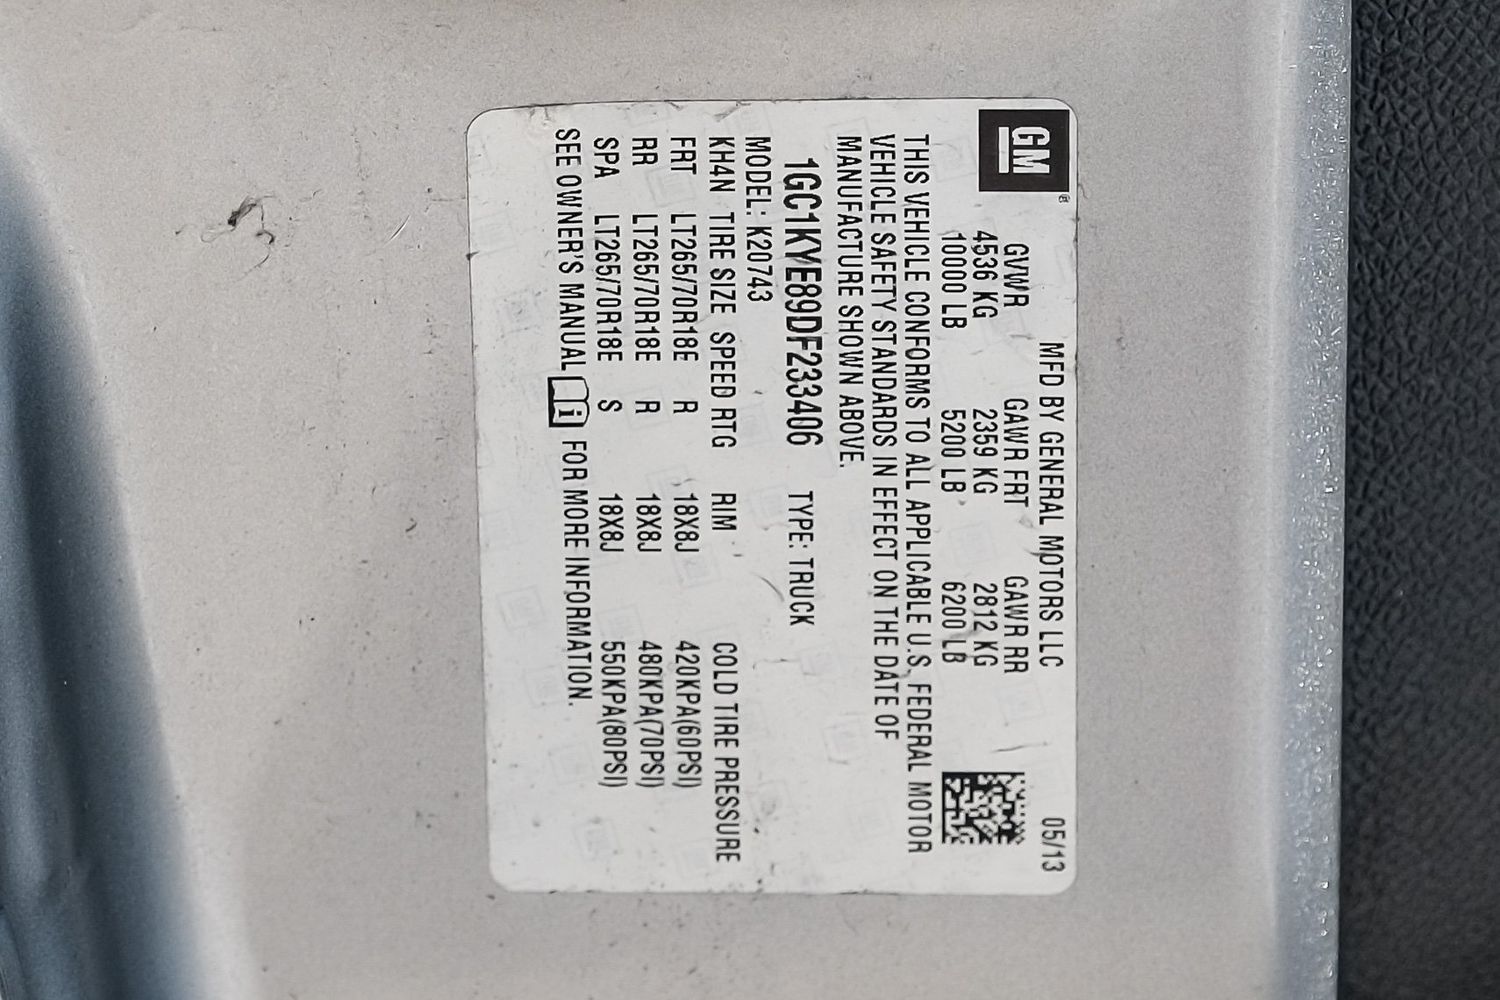 GM
MFD BY GENERAL MOTORS LLC 05/13
GVWR GAWR FRT GAWR RR
4536 KG 2359 KG 2812 KG
10000 LB 5200 LB 6200 LB
THIS VEHICLE CONFORMS TO ALL APPLICABLE U.S. FEDERAL MOTOR
VEHICLE SAFETY STANDARDS IN EFFECT ON THE DATE OF
MANUFACTURE SHOWN ABOVE.
1GC1KYE89DF233406 TYPE: TRUCK
MODEL: K20743
KH4N TIRE SIZE SPEED RTG RIM COLD TIRE PRESSURE
FRT LT265/70R18E R 18X8J 420KPA(60PSI)
RR LT265/70R18E R 18X8J 480KPA(70PSI)
SPA LT265/70R18E S 18X8J 550KPA(80PSI)
SEE OWNER'S MANUAL i FOR MORE INFORMATION.